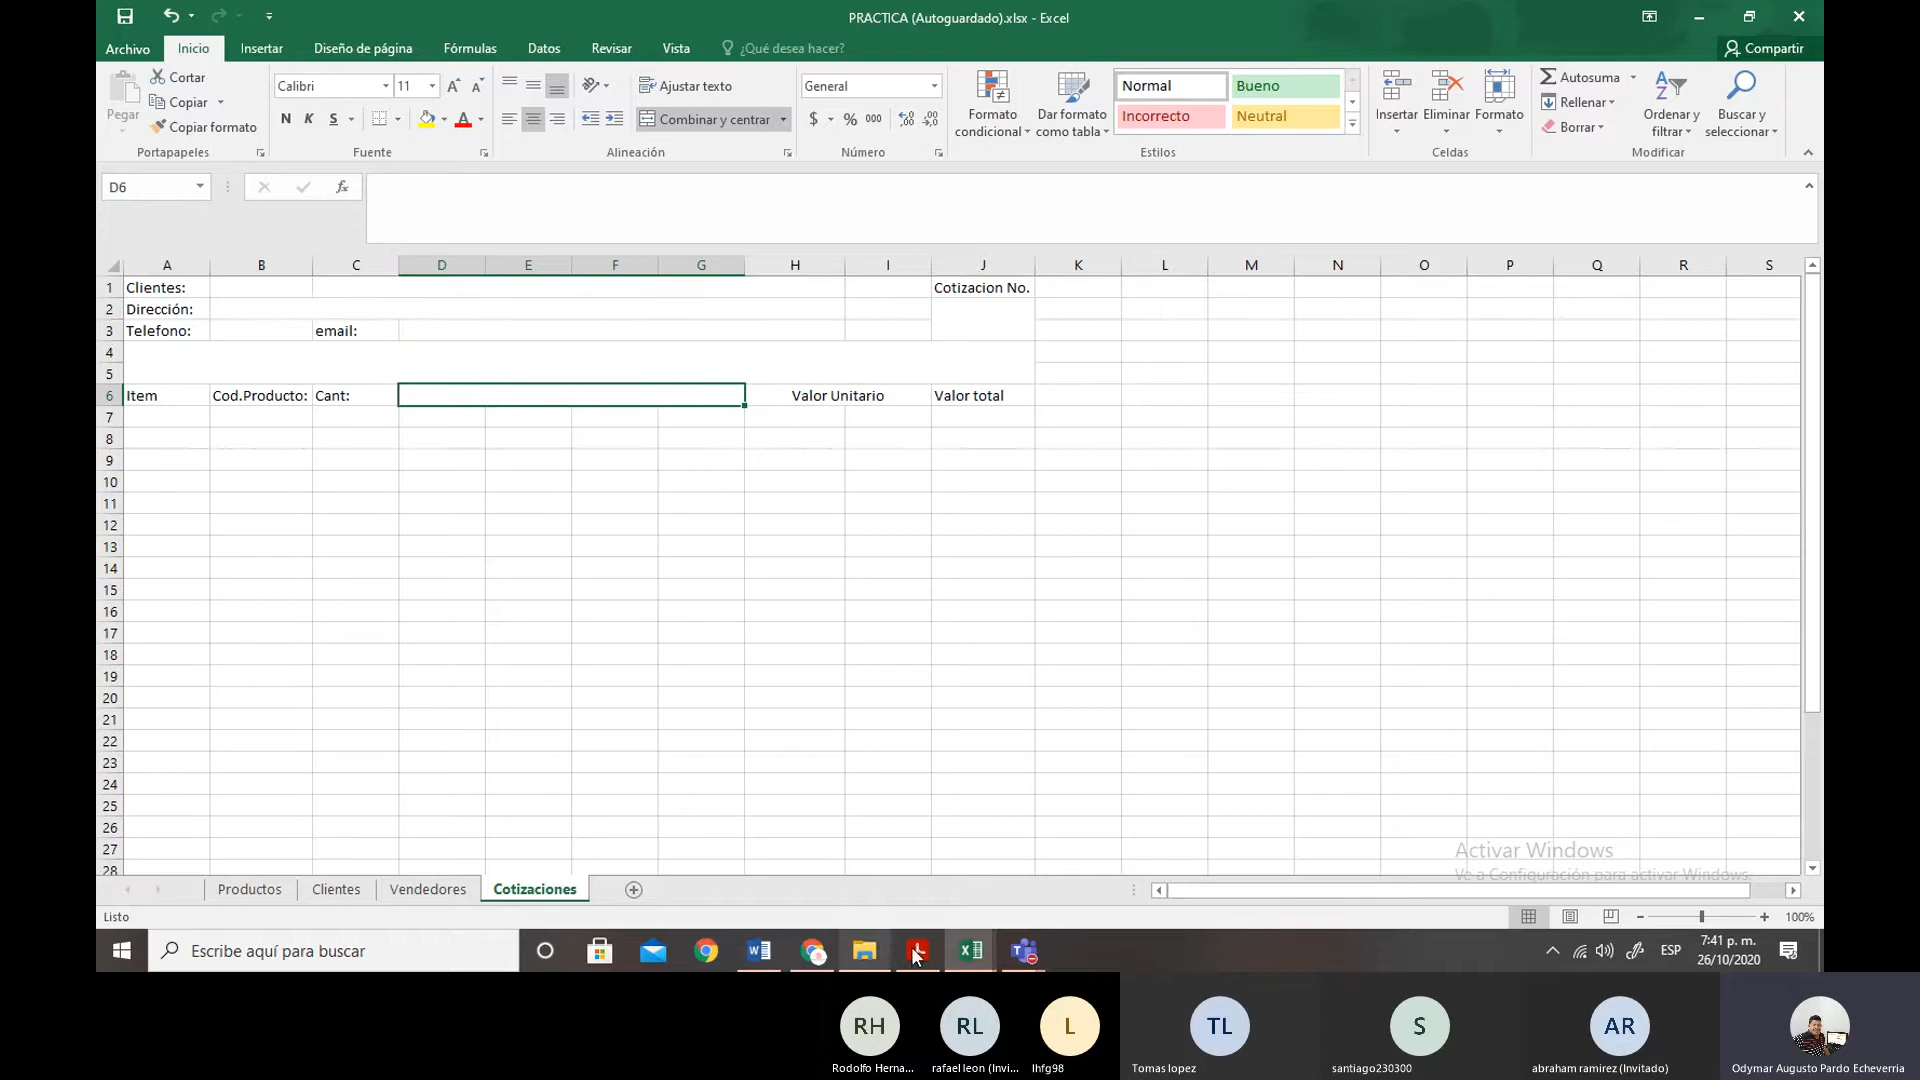 PRACTICA (Autoguardado).xlsx - Excel
Archivo Inicio Insertar Diseño de página Fórmulas Datos Revisar Vista ¿Qué desea hacer? Compartir
Pegar
Cortar
Copiar
Copiar formato
Portapapeles
Calibri 11
N K S A
Fuente
Ajustar texto
Combinar y centrar
Alineación
General
$ % 000
Número
Formato condicional
Dar formato como tabla
Normal Bueno
Incorrecto Neutral
Estilos
Insertar Eliminar Formato
Celdas
Autosuma
Rellenar
Borrar
Ordenar y filtrar
Buscar y seleccionar
Modificar
D6 fx
A B C D E F G H I J K L M N O P Q R S
1 Clientes: Cotizacion No.
2 Dirección:
3 Telefono: email:
4
5
6 Item Cod.Producto: Cant: Valor Unitario Valor total
7
8
9
10
11
12
13
14
15
16
17
18
19
20
21
22
23
24
25
26
27
28
Activar Windows
Ve a Configuración para activar Windows.
Productos Clientes Vendedores Cotizaciones
Listo 100%
Escribe aquí para buscar ESP 7:41 p. m.
26/10/2020
RH RL L TL S AR
Rodolfo Herna... rafael leon (Invi... lhfg98 Tomas lopez santiago230300 abraham ramirez (Invitado) Odymar Augusto Pardo Echeverria